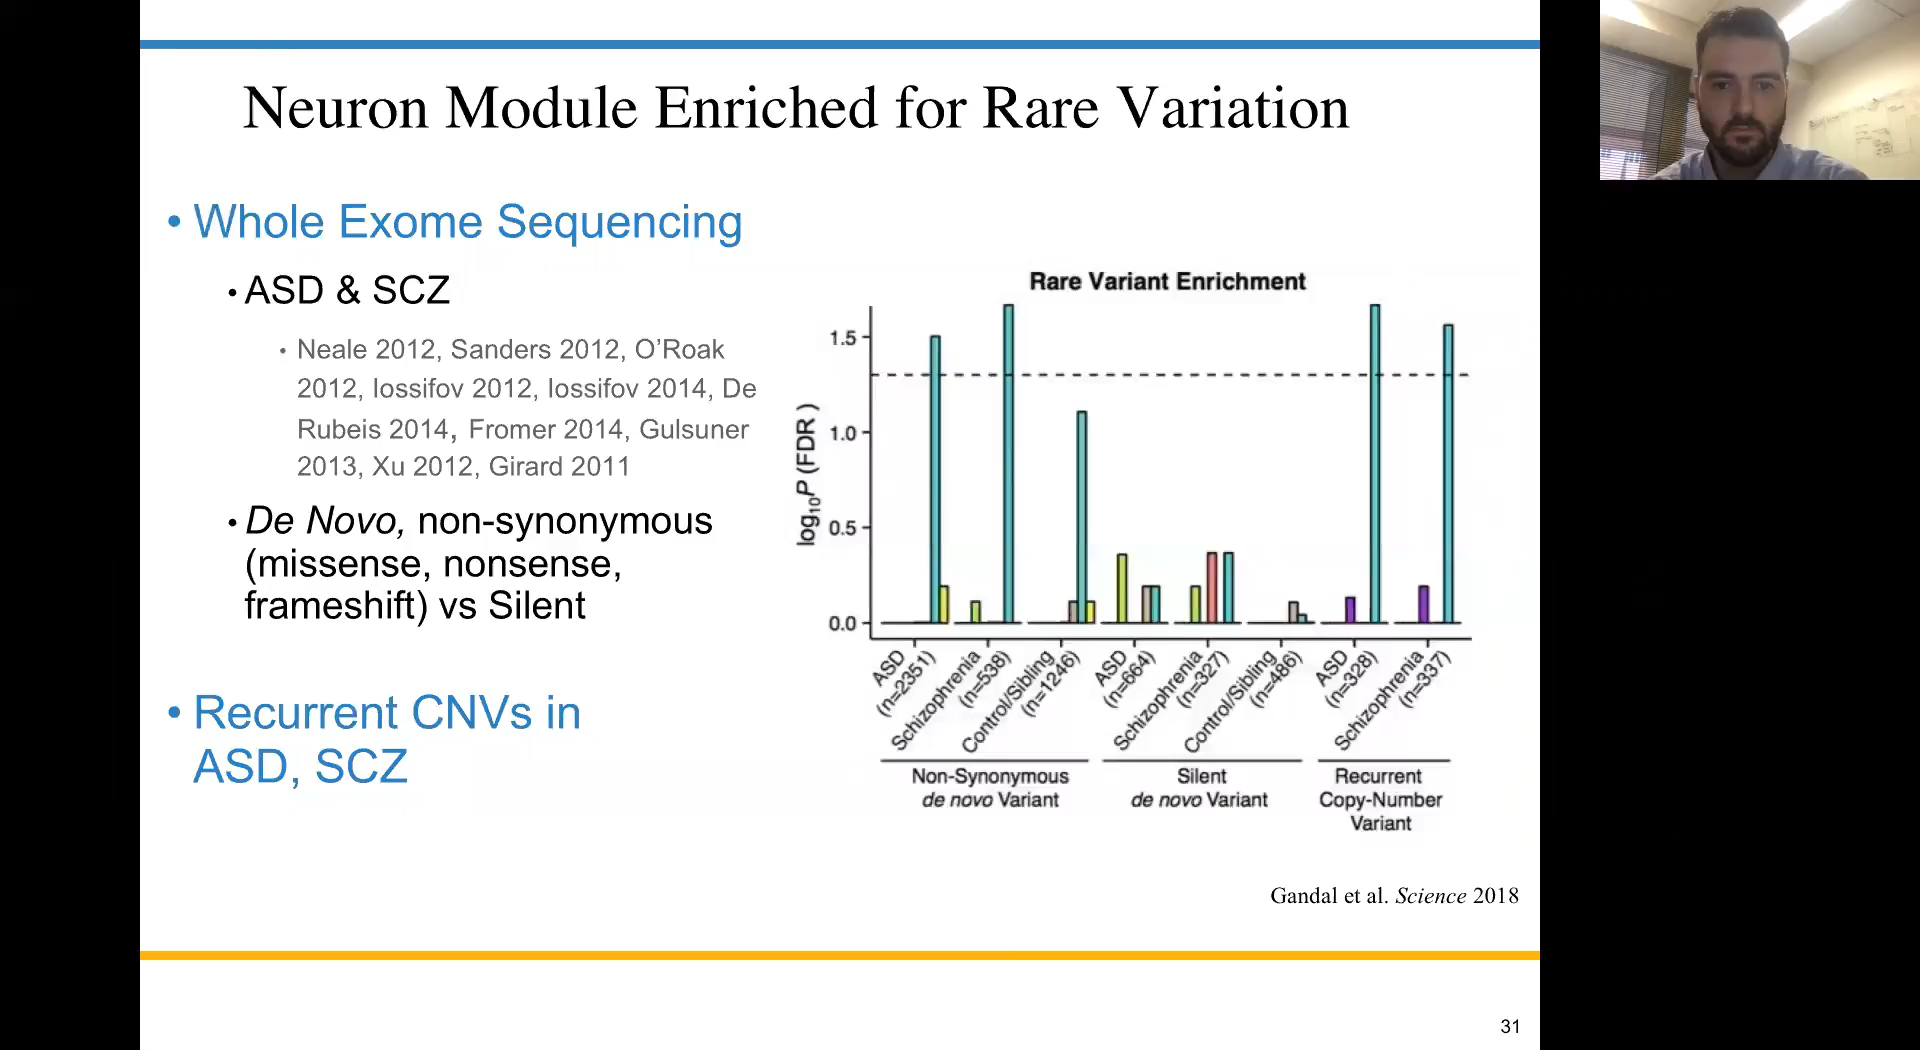 Neuron Module Enriched for Rare Variation
• Whole Exome Sequencing
• ASD & SCZ
• Neale 2012, Sanders 2012, O’Roak
2012, Iossifov 2012, Iossifov 2014, De
Rubeis 2014, Fromer 2014, Gulsuner
2013, Xu 2012, Girard 2011
• De Novo, non-synonymous
(missense, nonsense,
frameshift) vs Silent
• Recurrent CNVs in
ASD, SCZ
Rare Variant Enrichment
log10P (FDR )
1.5
1.0
0.5
0.0
ASD
(n=2351)
Schizophrenia
(n=538)
Control/Sibling
(n=1246)
ASD
(n=664)
Schizophrenia
(n=327)
Control/Sibling
(n=486)
ASD
(n=328)
Schizophrenia
(n=337)
Non-Synonymous
de novo Variant
Silent
de novo Variant
Recurrent
Copy-Number
Variant
Gandal et al. Science 2018
31